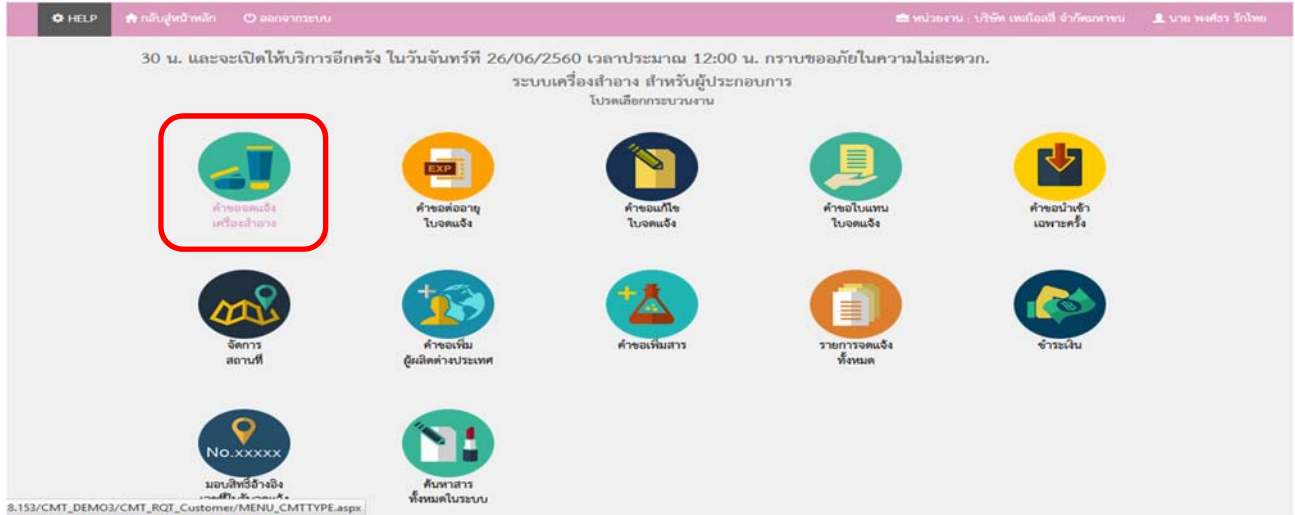 HELP กลับสู่หน้าหลัก ออกจากระบบ หน่วยงาน : บริษัท เทสโอสถี จำกัดมหาชน นาย พงศ์ธร รักไทย
30 น. และจะเปิดให้บริการอีกครั้ง ในวันจันทร์ที่ 26/06/2560 เวลาประมาณ 12:00 น. กราบขออภัยในความไม่สะดวก.
ระบบเครื่องสำอาง สำหรับผู้ประกอบการ
โปรดเลือกกระบวนงาน
EXP
คำขอจดแจ้ง
เครื่องสำอาง
คำขอต่ออายุ
ใบจดแจ้ง
คำขอแก้ไข
ใบจดแจ้ง
คำขอใบแทน
ใบจดแจ้ง
คำขอนำเข้า
เฉพาะครั้ง
จัดการ
สถานที่
คำขอเพิ่ม
ผู้ผลิตต่างประเทศ
คำขอเพิ่มสาร
รายการจดแจ้ง
ทั้งหมด
ชำระเงิน
No.xxxxx
มอบสิทธิ์อ้างอิง
ค้นหาสาร
ทั้งหมดในระบบ
8.153/CMT_DEMO3/CMT_RQT_Customer/MENU_CMTTYPE.aspx